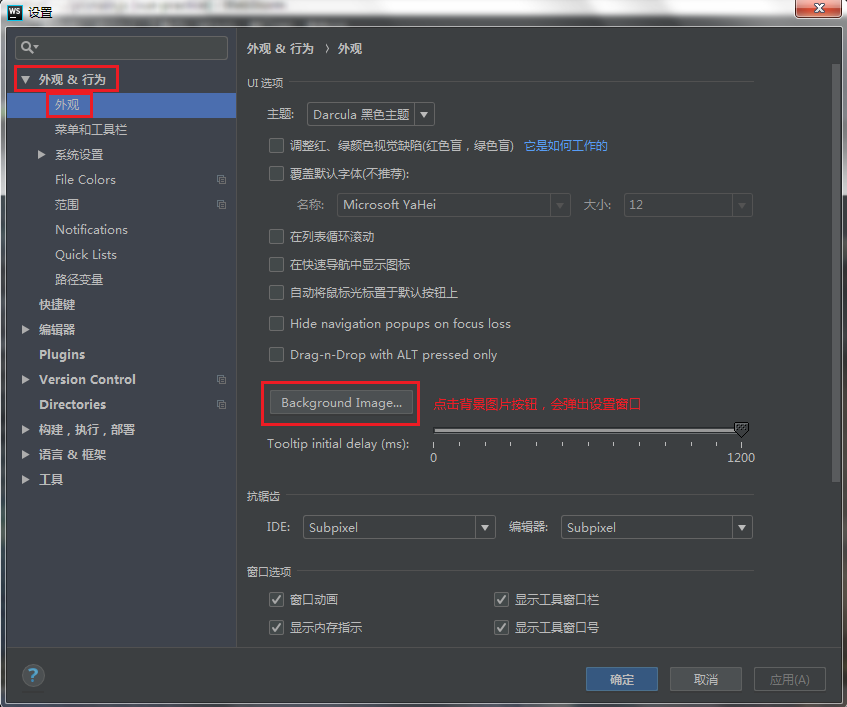 WS 设置
外观 & 行为
外观
菜单和工具栏
系统设置
File Colors
范围
Notifications
Quick Lists
路径变量
快捷键
编辑器
Plugins
Version Control
Directories
构建，执行，部署
语言 & 框架
工具
外观 & 行为 › 外观
UI 选项
主题: Darcula 黑色主题
调整红、绿颜色视觉缺陷(红色盲，绿色盲) 它是如何工作的
覆盖默认字体(不推荐):
名称: Microsoft YaHei 大小: 12
在列表循环滚动
在快速导航中显示图标
自动将鼠标光标置于默认按钮上
Hide navigation popups on focus loss
Drag-n-Drop with ALT pressed only
Background Image... 点击背景图片按钮，会弹出设置窗口
Tooltip initial delay (ms):
0 1200
抗锯齿
IDE: Subpixel 编辑器: Subpixel
窗口选项
窗口动画 显示工具窗口栏
显示内存指示 显示工具窗口号
? 确定 取消 应用(A)